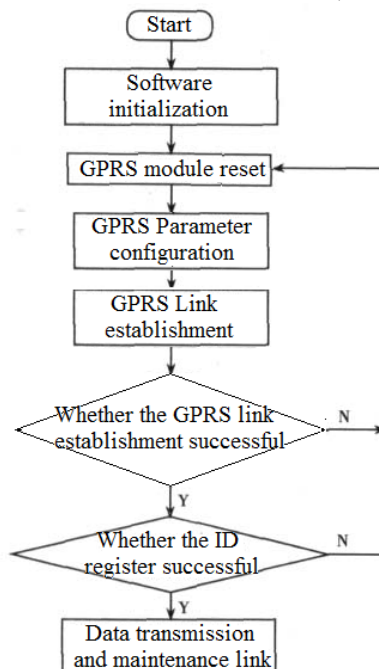 Start
Software
initialization
GPRS module reset
GPRS Parameter
configuration
GPRS Link
establishment
Whether the GPRS link
establishment successful
N
Y
Whether the ID
register successful
N
Y
Data transmission
and maintenance link